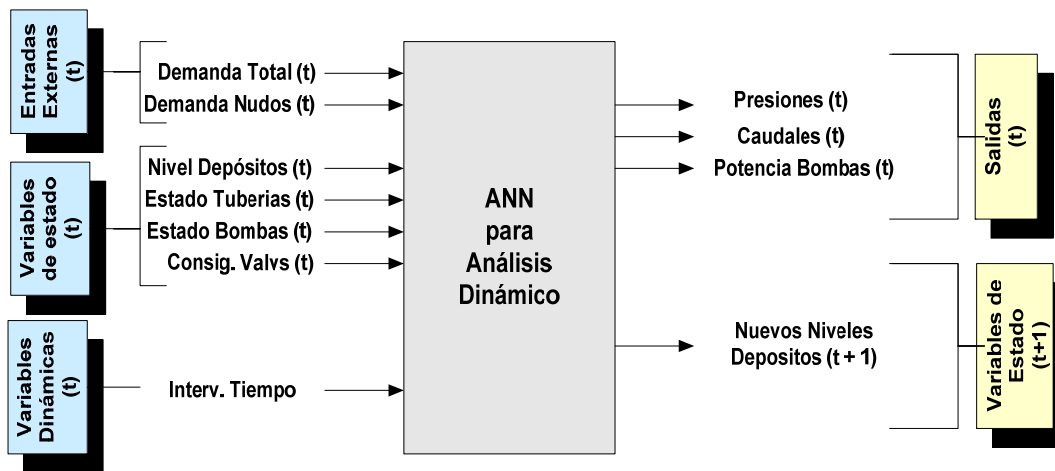 Entradas
Externas
(t)
Demanda Total (t)
Demanda Nudos (t)
Variables
de estado
(t)
Nivel Depósitos (t)
Estado Tuberias (t)
Estado Bombas (t)
Consig. Valvs (t)
Variables
Dinámicas
(t)
Interv. Tiempo
ANN
para
Análisis
Dinámico
Presiones (t)
Caudales (t)
Potencia Bombas (t)
Salidas
(t)
Nuevos Niveles
Depositos (t + 1)
Variables de
Estado
(t+1)